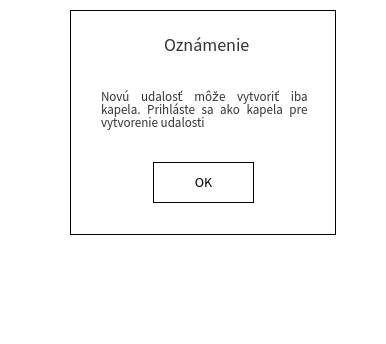 Oznámenie
Novú udalosť môže vytvoriť iba
kapela. Prihláste sa ako kapela pre
vytvorenie udalosti
OK